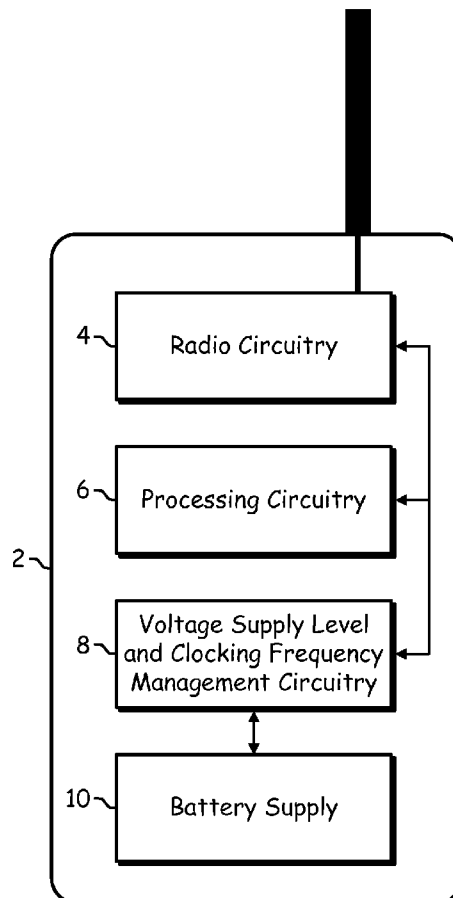 4
Radio Circuitry
6
Processing Circuitry
2
8
Voltage Supply Level
and Clocking Frequency
Management Circuitry
10
Battery Supply